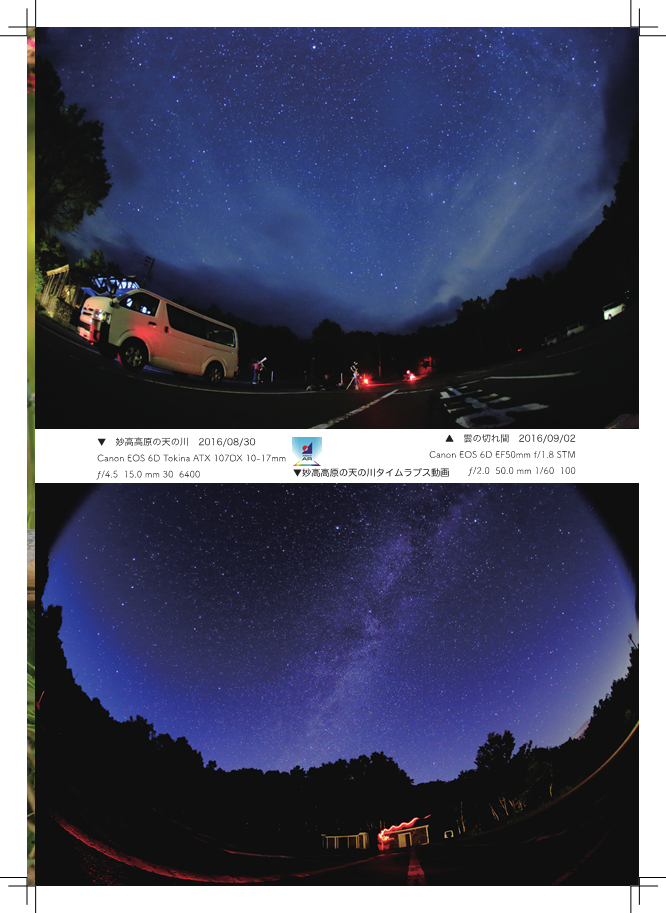 ▼　妙高高原の天の川　2016/08/30
Canon EOS 6D Tokina ATX 107DX 10-17mm
ƒ/4.5  15.0 mm 30  6400
AR
▼妙高高原の天の川タイムラプス動画
▲　雲の切れ間　2016/09/02
Canon EOS 6D EF50mm f/1.8 STM
ƒ/2.0  50.0 mm 1/60  100